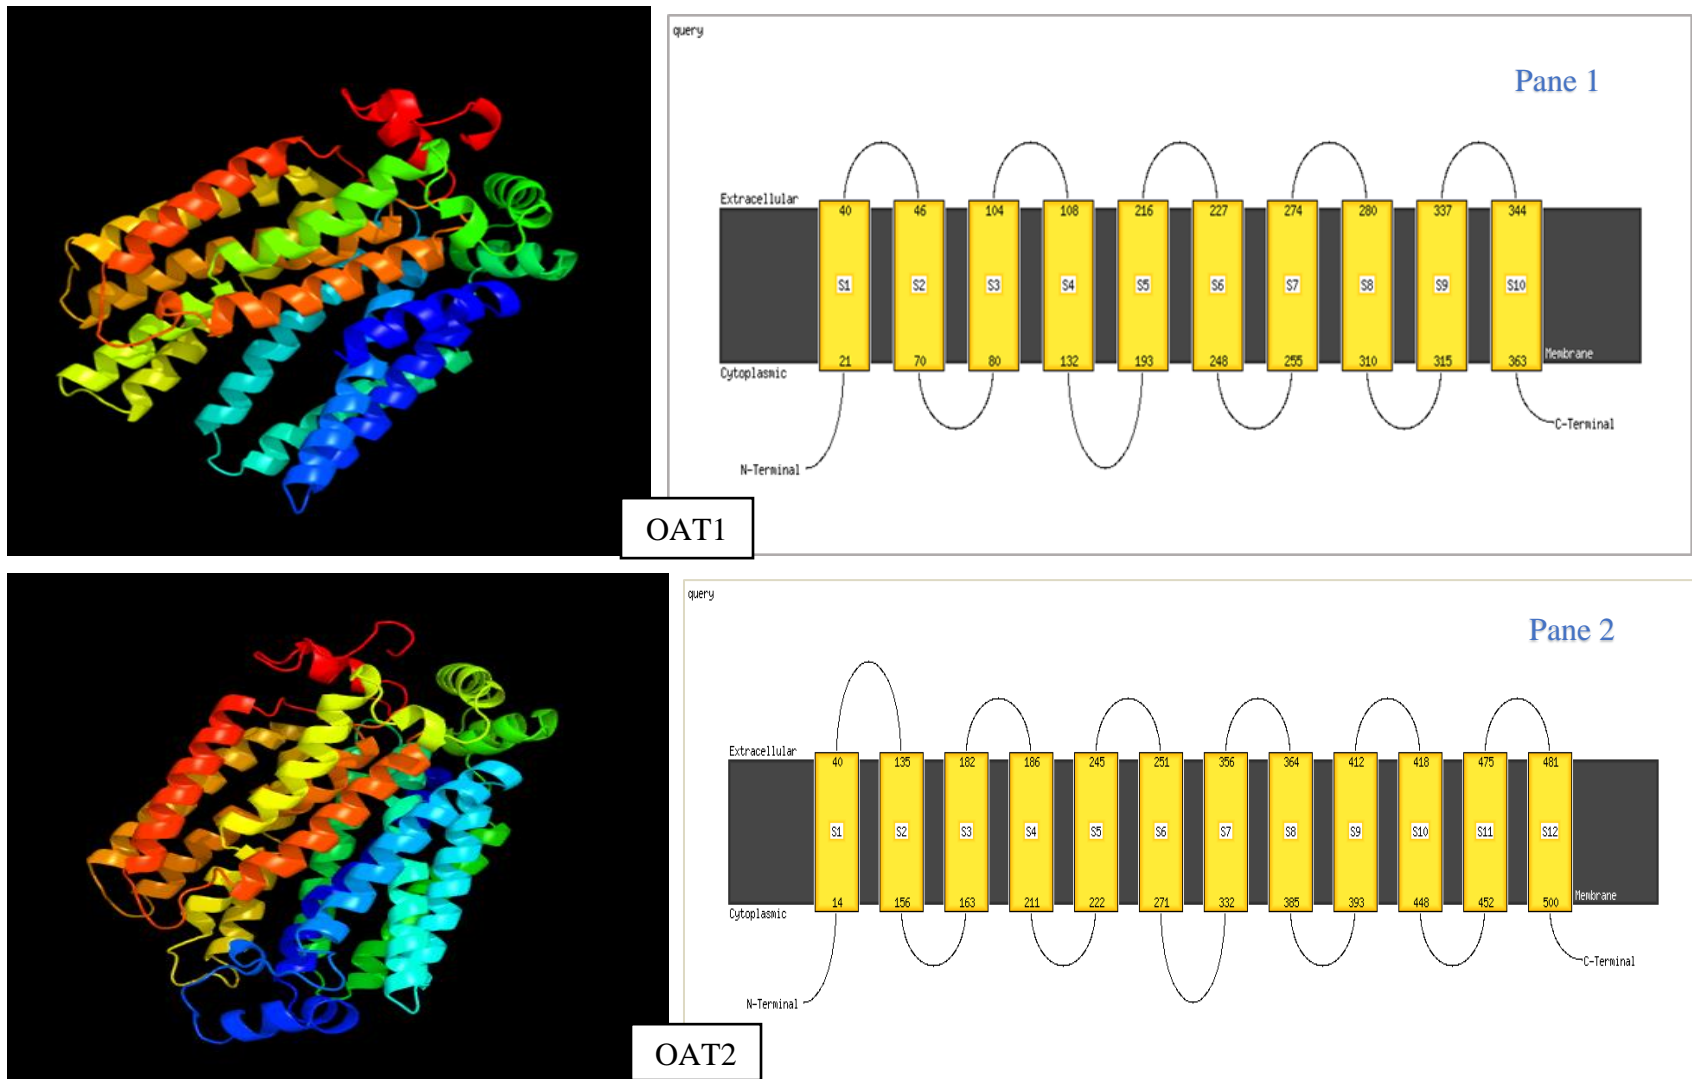 query
Pane 1
Extracellular
40 46 104 108 216 227 274 280 337 344
S1 S2 S3 S4 S5 S6 S7 S8 S9 S10
21 70 80 132 193 248 255 310 315 363
Membrane
Cytoplasmic
C-Terminal
N-Terminal
OAT1
query
Pane 2
Extracellular
40 135 182 186 245 251 356 364 412 418 475 481
S1 S2 S3 S4 S5 S6 S7 S8 S9 S10 S11 S12
14 156 163 211 222 271 332 385 393 448 452 500
Membrane
Cytoplasmic
C-Terminal
N-Terminal
OAT2